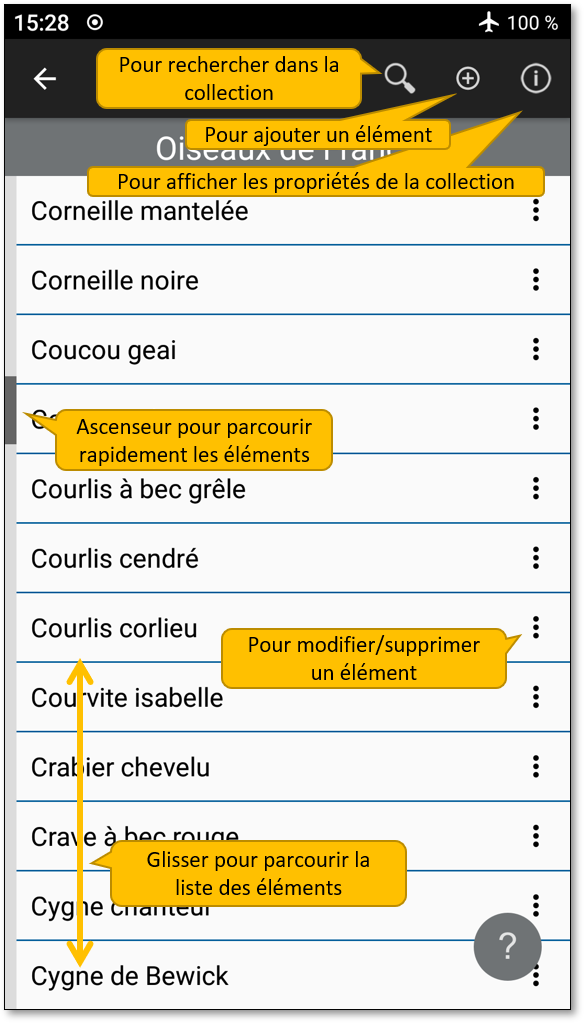 15:28
100 %
Pour rechercher dans la
collection
Pour ajouter un élément
Oiseaux de
Pour afficher les propriétés de la collection
Corneille mantelée
Corneille noire
Coucou geai
Ascenseur pour parcourir
rapidement les éléments
Courlis à bec grêle
Courlis cendré
Courlis corlieu
Pour modifier/supprimer
un élément
Courvite isabelle
Crabier chevelu
Crave à bec rouge
Glisser pour parcourir la
liste des éléments
Cygne chanteur
?
Cygne de Bewick